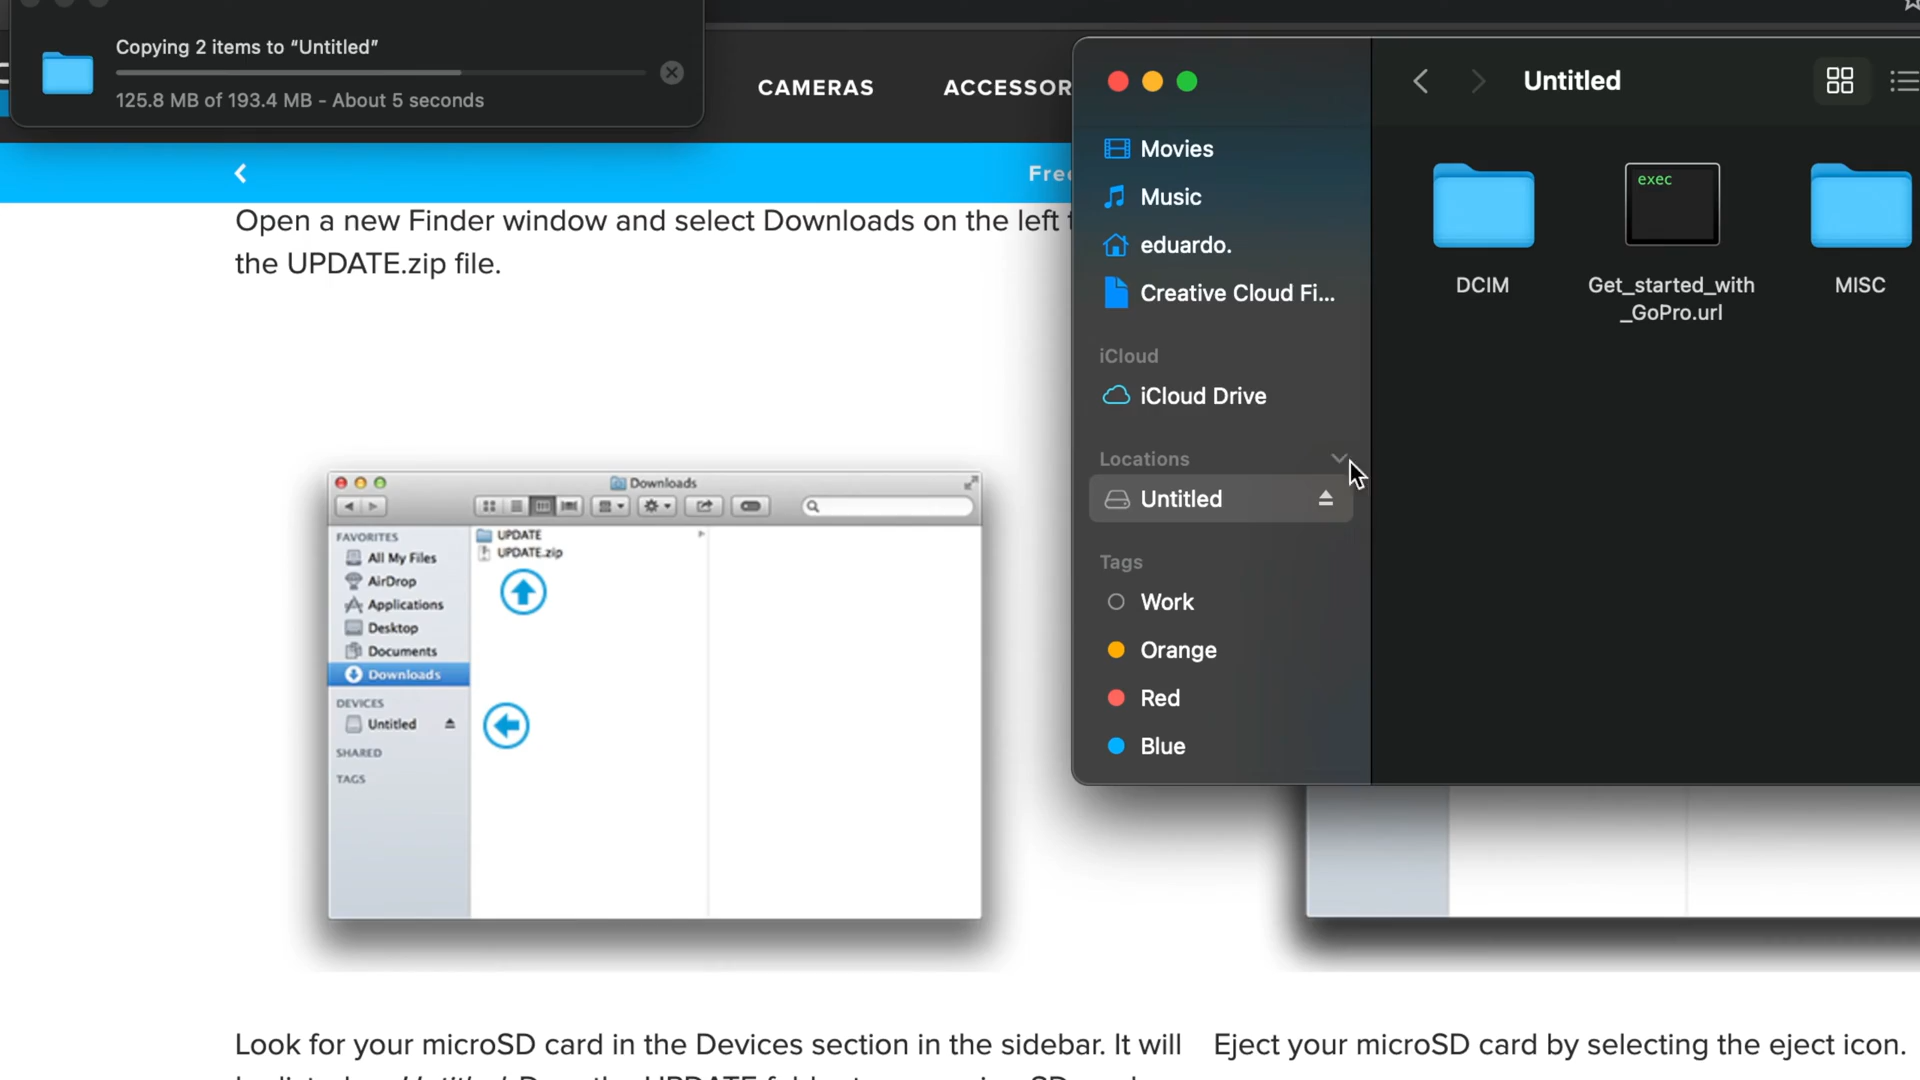 Copying 2 items to “Untitled”
125.8 MB of 193.4 MB - About 5 seconds
CAMERAS
ACCESSOR
Free
Open a new Finder window and select Downloads on the left
the UPDATE.zip file.
Downloads
FAVORITES
All My Files
AirDrop
Applications
Desktop
Documents
Downloads
DEVICES
Untitled
SHARED
TAGS
UPDATE
UPDATE.zip
Movies
Music
eduardo.
Creative Cloud Fi...
iCloud
iCloud Drive
Locations
Untitled
Tags
Work
Orange
Red
Blue
Untitled
DCIM
exec
Get_started_with
_GoPro.url
MISC
Look for your microSD card in the Devices section in the sidebar. It will
Eject your microSD card by selecting the eject icon.